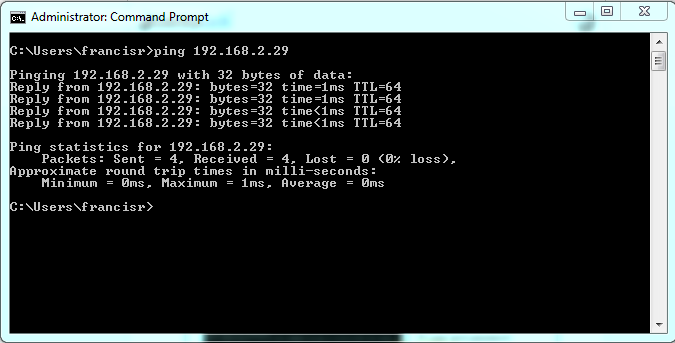 Administrator: Command Prompt
C:\Users\francisr>ping 192.168.2.29
Pinging 192.168.2.29 with 32 bytes of data:
Reply from 192.168.2.29: bytes=32 time=1ms TTL=64
Reply from 192.168.2.29: bytes=32 time=1ms TTL=64
Reply from 192.168.2.29: bytes=32 time<1ms TTL=64
Reply from 192.168.2.29: bytes=32 time<1ms TTL=64
Ping statistics for 192.168.2.29:
Packets: Sent = 4, Received = 4, Lost = 0 (0% loss),
Approximate round trip times in milli-seconds:
Minimum = 0ms, Maximum = 1ms, Average = 0ms
C:\Users\francisr>